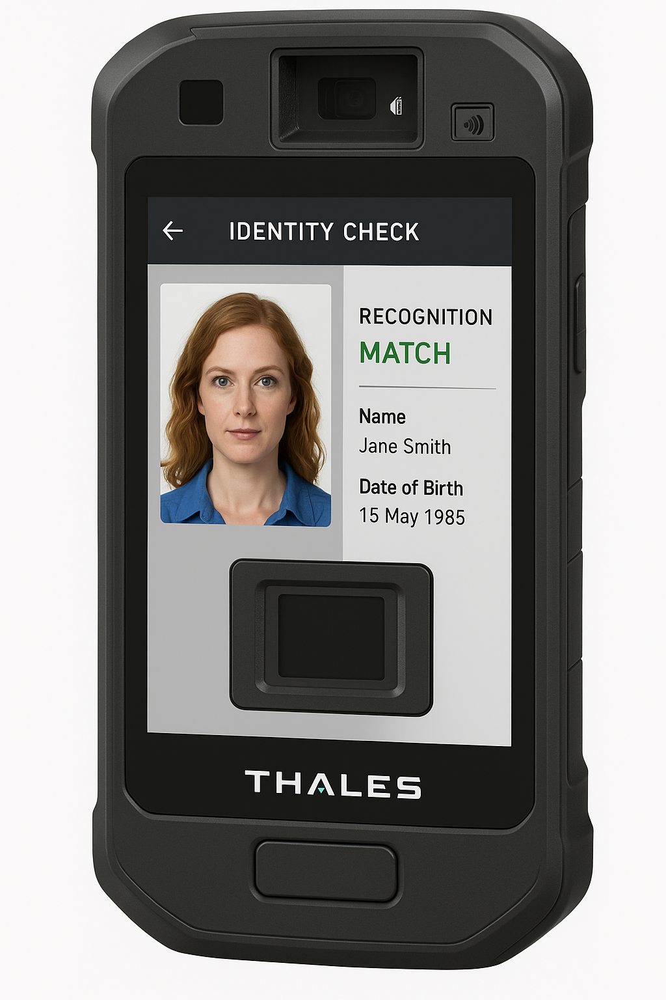 IDENTITY CHECK
RECOGNITION
MATCH
Name
Jane Smith
Date of Birth
15 May 1985
THALES